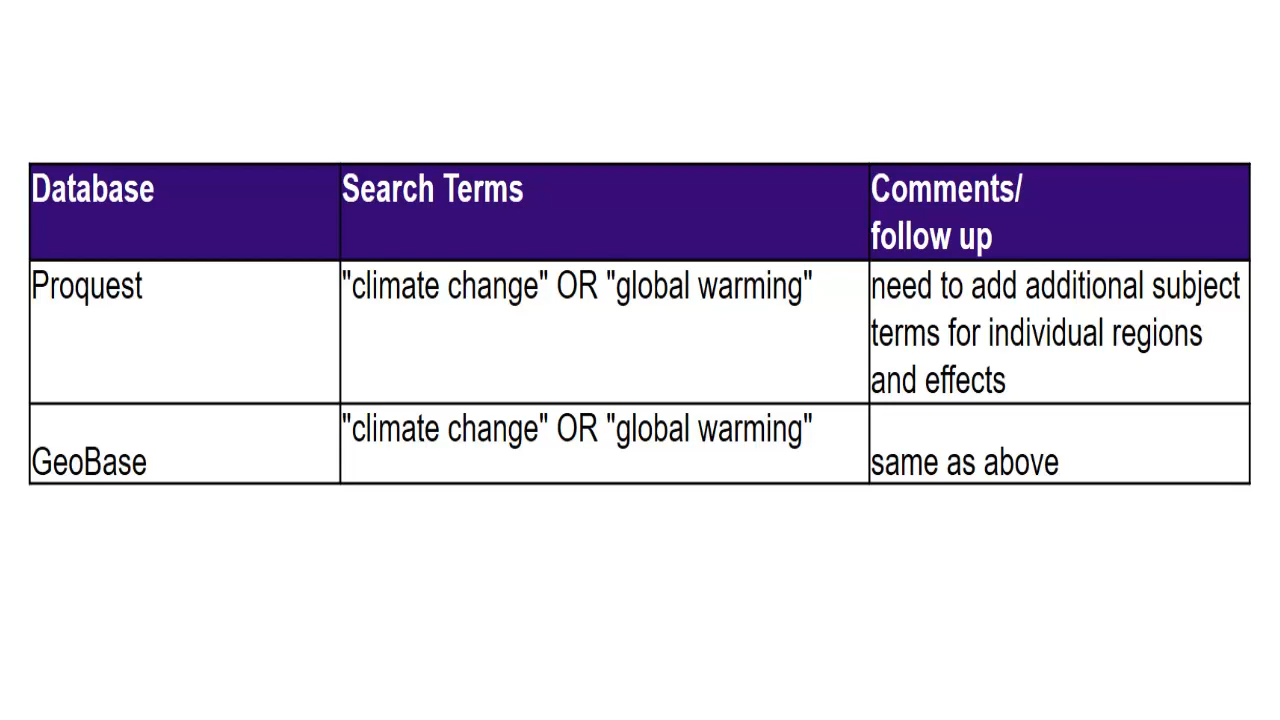 Database
Search Terms
Comments/
follow up
Proquest
"climate change" OR "global warming"
need to add additional subject
terms for individual regions
and effects
GeoBase
"climate change" OR "global warming"
same as above